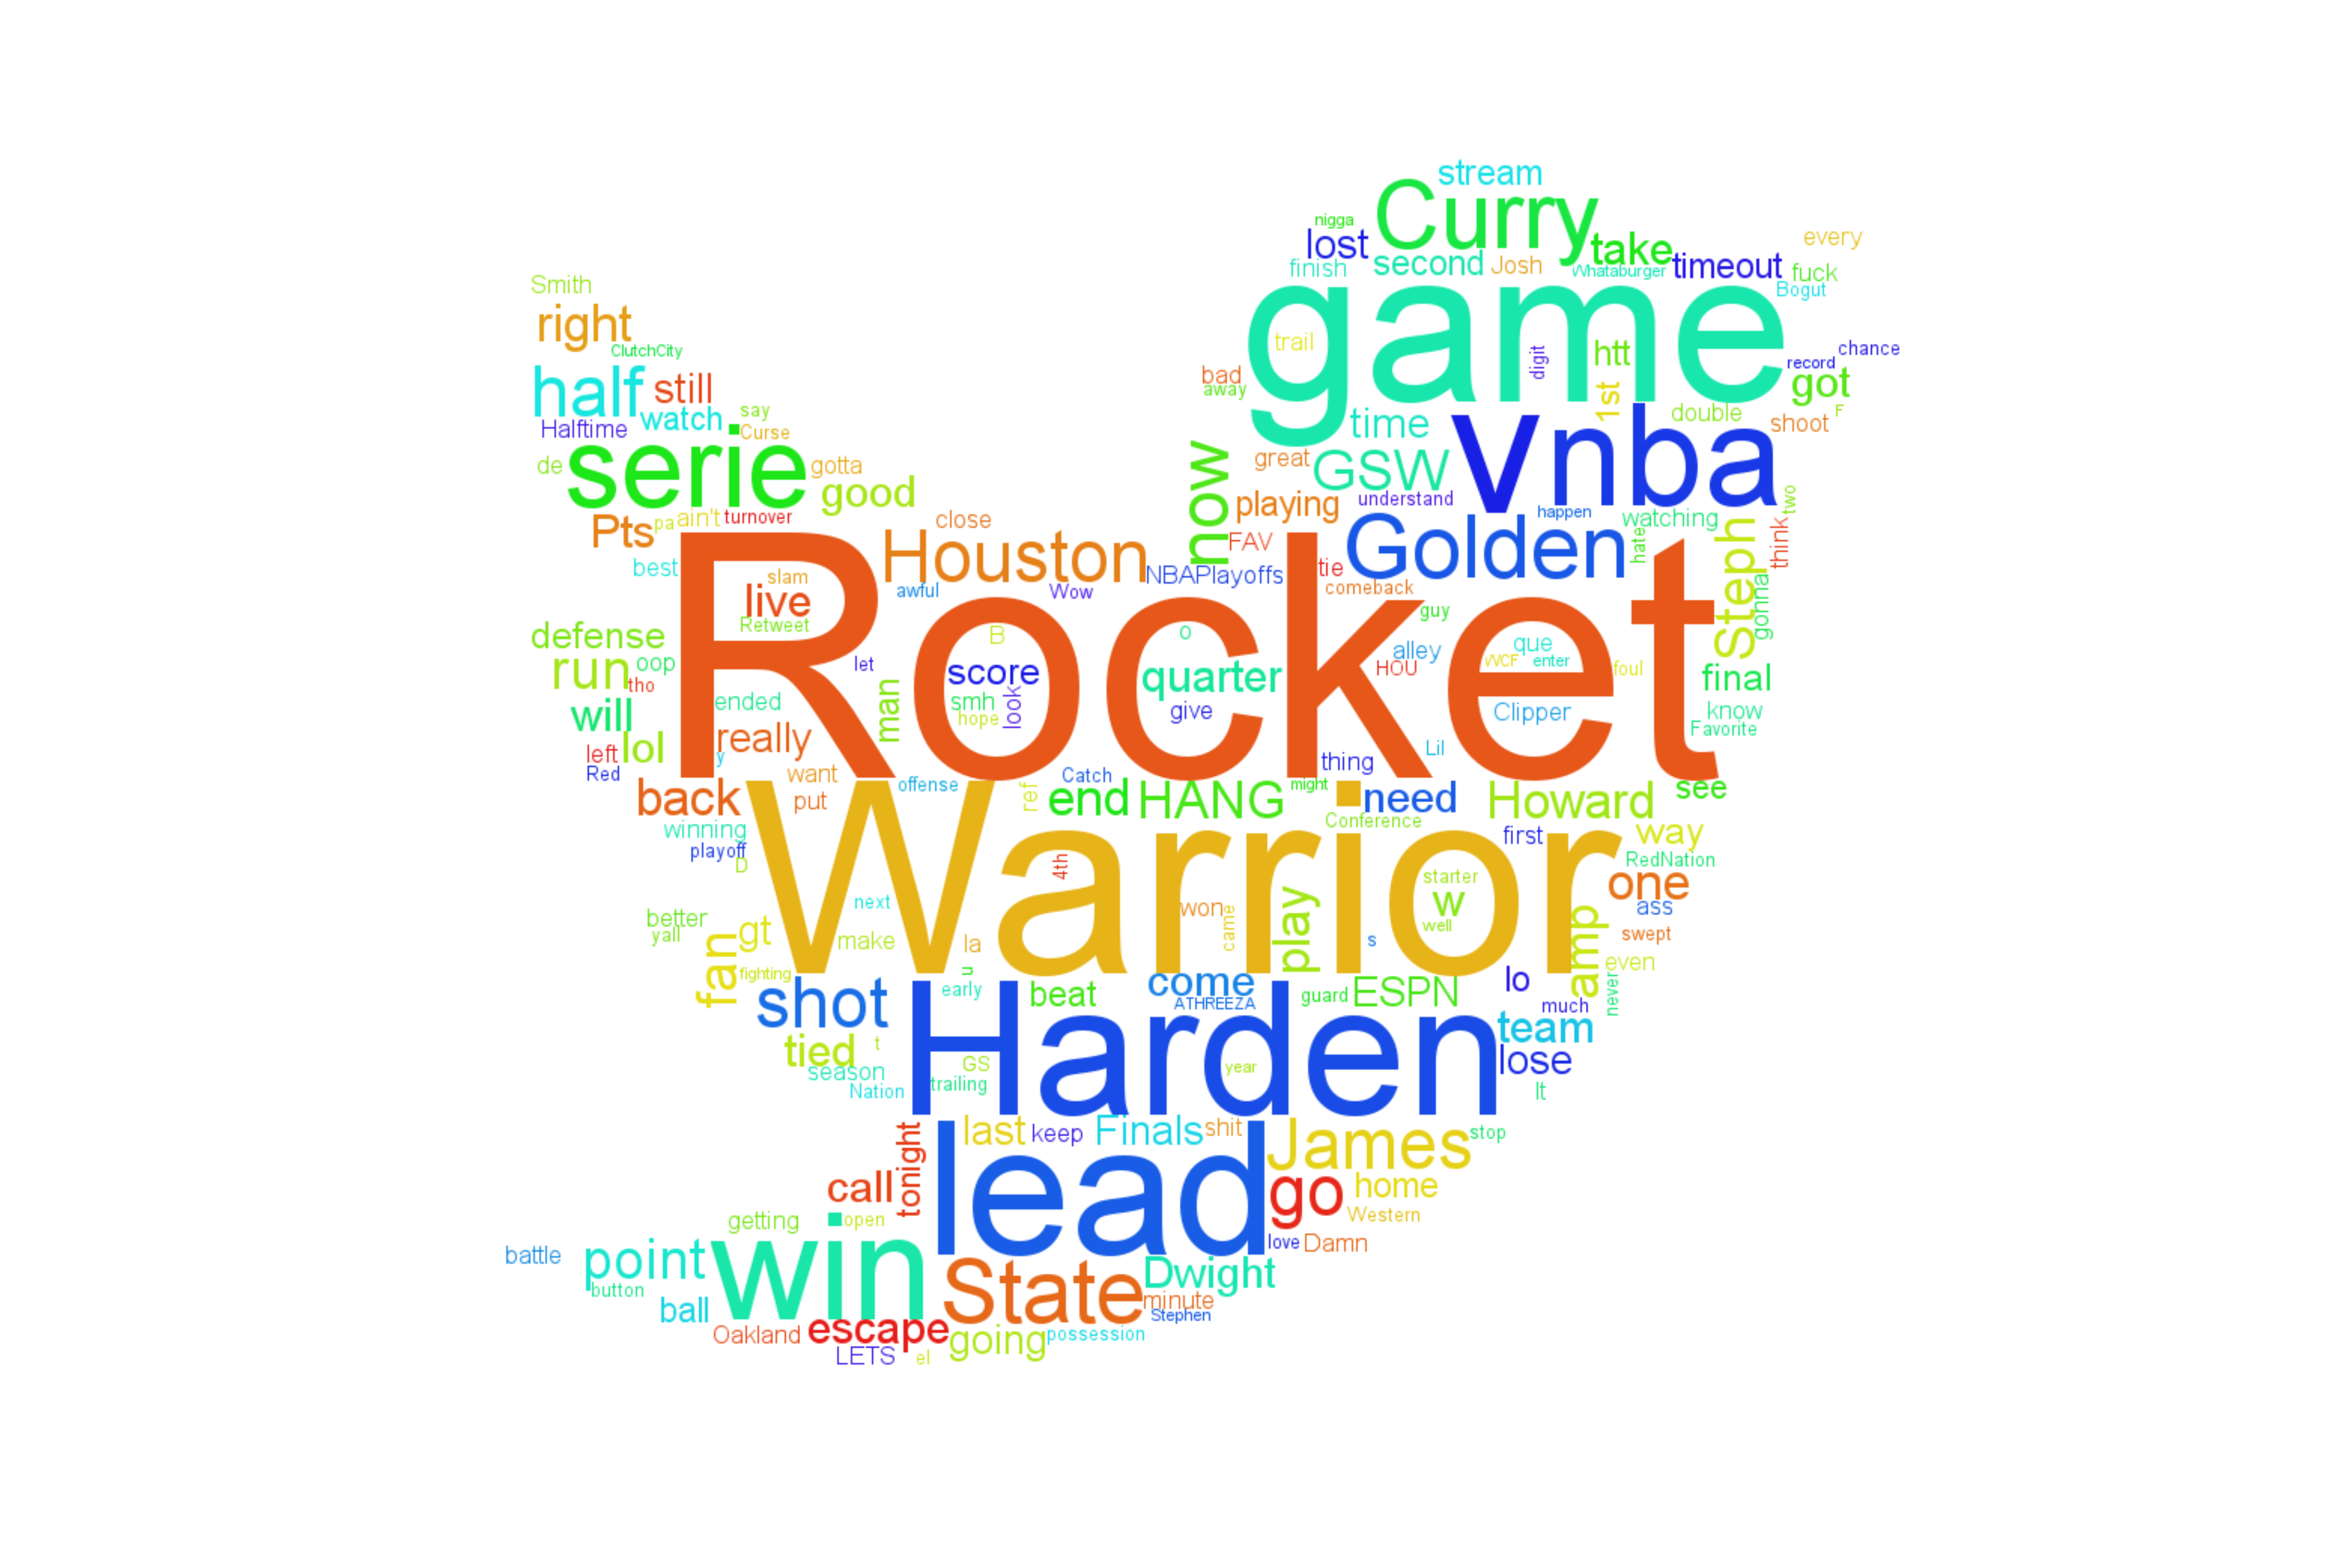 stream
Curry
nigga
lost
take
every
finish
second
Josh
Whataburger
timeout
fuck
Bogut
Smith
right
ClutchCity
game
trail
digit
htt
record
chance
half
still
bad
away
1st
got
watch
say
time
double
F
shoot
Halftime
Curse
v
nba
serie
de
gotta
good
now
great
GSW
understand
playing
happen
watching
two
Pts
pa
ain't
turnover
close
Houston
FAV
Golden
hate
Steph
think
best
slam
NBAPlayoffs
tie
comeback
live
awful
Wow
guy
gonna
Rocket
Retweet
defense
B
o
alley
que
run
oop
let
score
quarter
HOU
WCF
enter
foul
final
tho
ended
man
smh
look
give
Clipper
know
will
hope
Favorite
lol
really
left
y
Lil
Red
want
Catch
thing
back
put
offense
ref
end
HANG
might
need
Howard
see
winning
Conference
first
way
playoff
D
Warrior
4th
RedNation
starter
one
next
won
came
play
w
well
amp
ass
better
yall
fan
gt
make
la
s
swept
even
fighting
u
shot
early
beat
come
ATHREEZA
guard
ESPN
lo
much
never
Harden
team
tied
t
season
GS
year
lose
Nation
trailing
lt
tonight
last
keep
Finals
shit
James
stop
lead
call
go
home
getting
open
Western
battle
point
win
love
Damn
button
State
Dwight
ball
minute
Stephen
Oakland
escape
going
possession
LETS
el